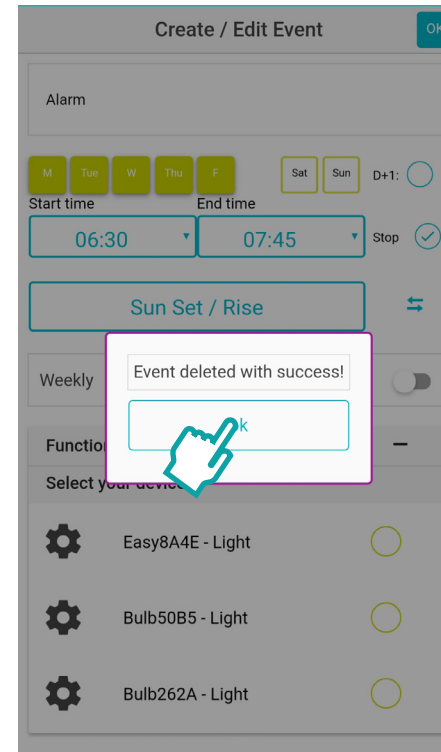 Create / Edit Event
OK
Alarm
M Tue W Thu F Sat Sun D+1:
Start time End time
06:30 07:45 Stop
Sun Set / Rise
Event deleted with success!
Weekly
k
Functio
Select your device
Easy8A4E - Light
Bulb50B5 - Light
Bulb262A - Light